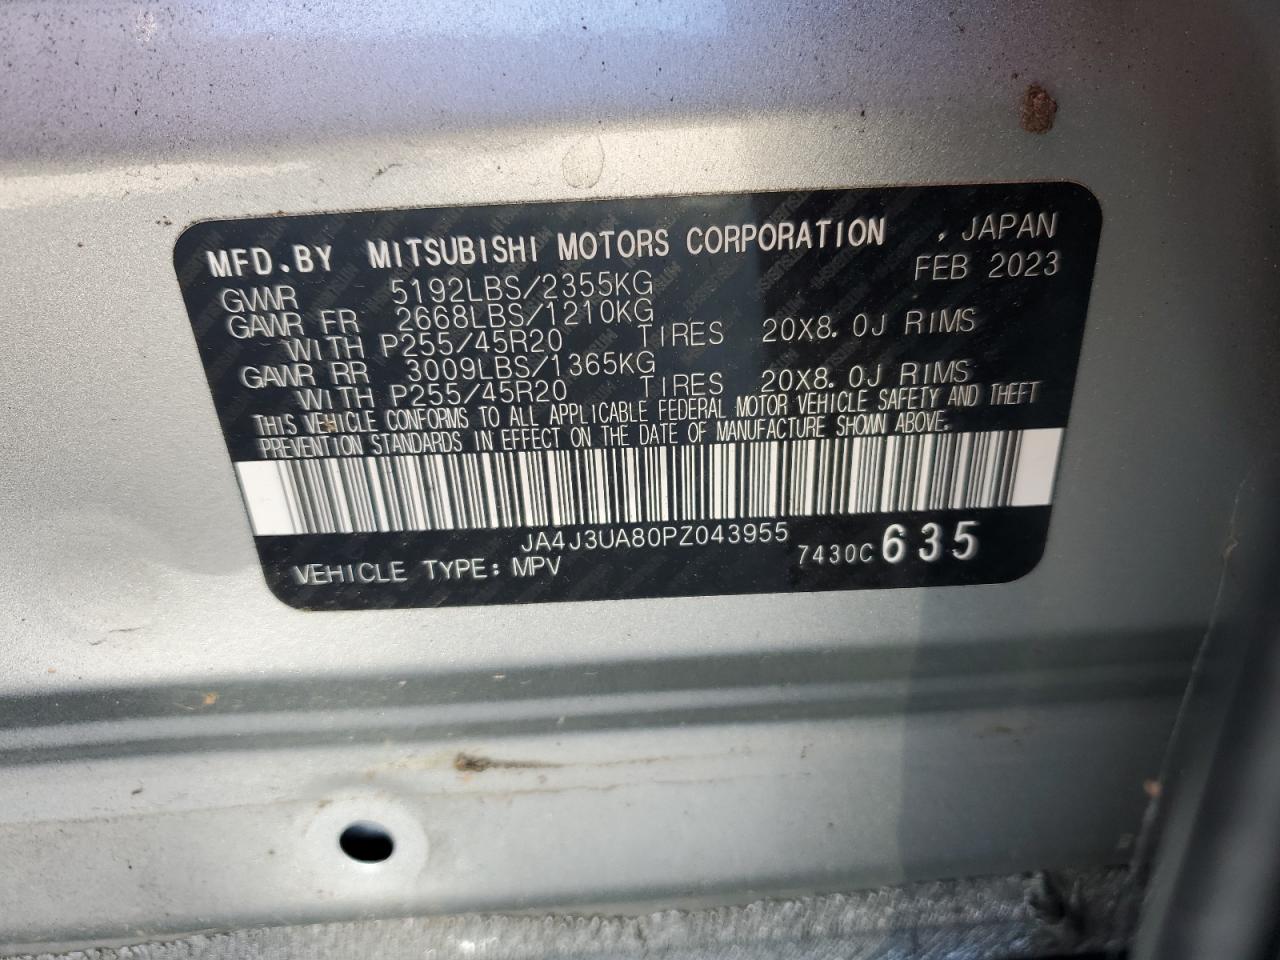 MFD.BY MITSUBISHI MOTORS CORPORATION , JAPAN
GVWR 5192LBS/2355KG FEB 2023
GAWR FR 2668LBS/1210KG
WITH P255/45R20 TIRES 20X8.0J RIMS
GAWR RR 3009LBS/1365KG
WITH P255/45R20 TIRES 20X8.0J RIMS
THIS VEHICLE CONFORMS TO ALL APPLICABLE FEDERAL MOTOR VEHICLE SAFETY AND THEFT
PREVENTION STANDARDS IN EFFECT ON THE DATE OF MANUFACTURE SHOWN ABOVE.
JA4J3UA80PZ043955
VEHICLE TYPE: MPV 7430C 635